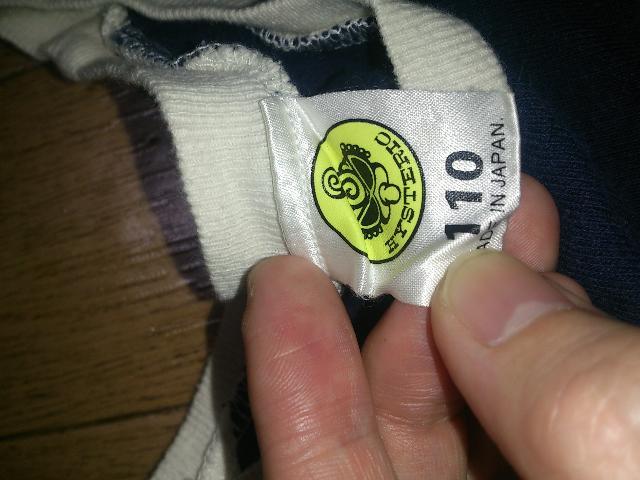 HYSTERIC
110
IN JAPAN.